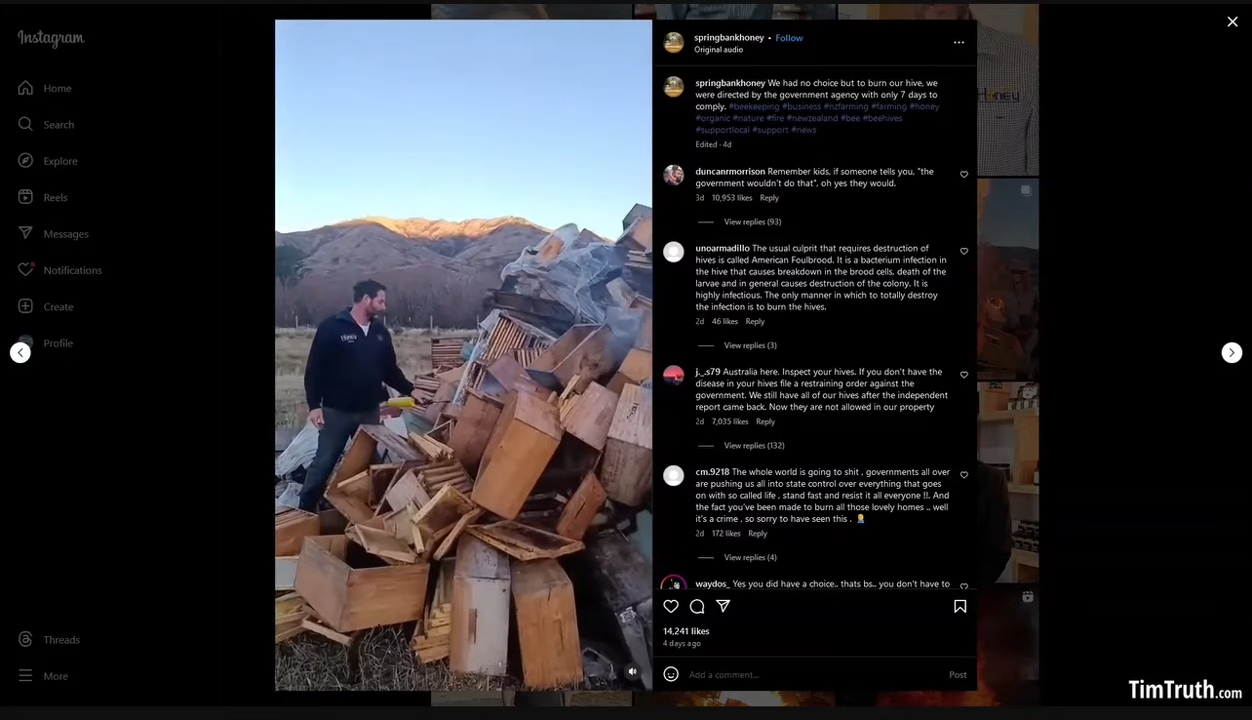 Instagram
Home
Search
Explore
Reels
Messages
Notifications
Create
Profile
Threads
More
springbankhoney • Follow
Original audio
springbankhoney We had no choice but to burn our hive, we
were directed by the government agency with only 7 days to
comply. #beekeeping #business #nzfarming #farming #honey
#organic #nature #fire #newzealand #bee #beehives
#supportlocal #support #news
Edited · 4d
duncanrmorrison Remember kids, if someone tells you, "the
government wouldn't do that", oh yes they would.
3d 10,953 likes Reply
View replies (93)
unoarmadillo The usual culprit that requires destruction of
hives is called American Foulbrood. It is a bacterium infection in
the hive that causes breakdown in the brood cells, death of the
larvae and in general causes destruction of the colony. It is
highly infectious. The only manner in which to totally destroy
the infection is to burn the hives.
2d 46 likes Reply
View replies (3)
j._.s79 Australia here. Inspect your hives. If you don't have the
disease in your hives file a restraining order against the
government. We still have all of our hives after the independent
report came back. Now they are not allowed in our property
2d 7,035 likes Reply
View replies (132)
cm.9218 The whole world is going to shit , governments all over
are pushing us all into state control over everything that goes
on with so called life , stand fast and resist it all everyone !!. And
the fact you've been made to burn all those lovely homes .. well
it's a crime , so sorry to have seen this . 🤦
2d 172 likes Reply
View replies (4)
waydos_ Yes you did have a choice.. thats bs.. you don't have to
14,241 likes
4 days ago
Add a comment...
Post
TimTruth.com